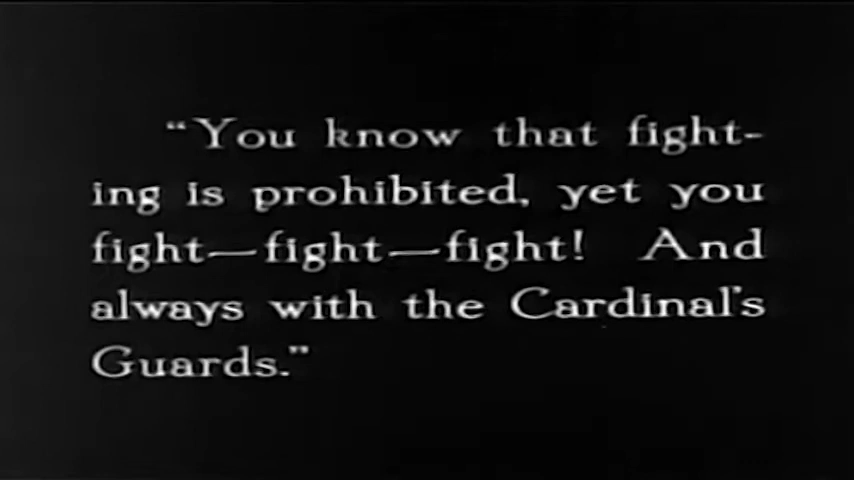 “You know that fight-
ing is prohibited, yet you
fight—fight—fight! And
always with the Cardinal's
Guards.”